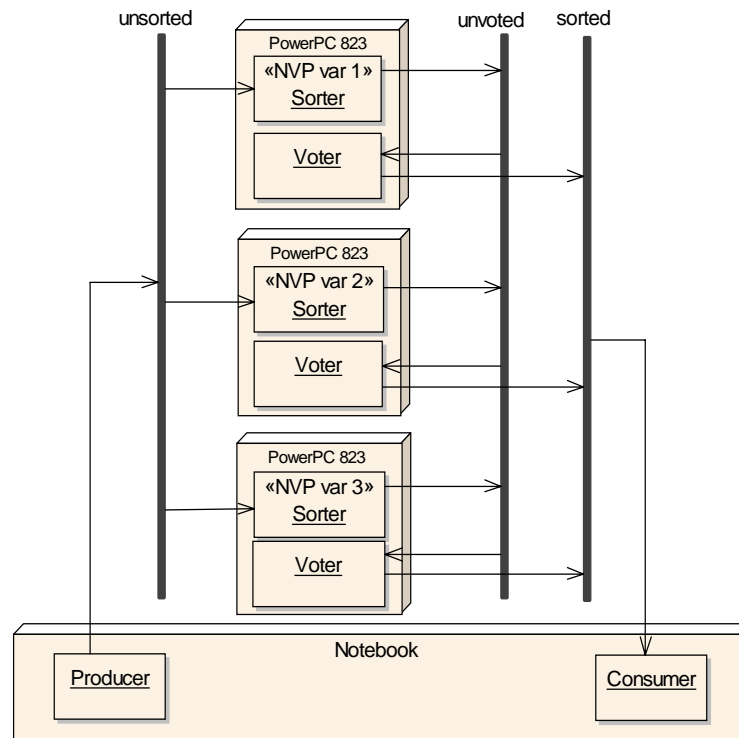 unsorted
unvoted
sorted
PowerPC 823
«NVP var 1»
Sorter
Voter
PowerPC 823
«NVP var 2»
Sorter
Voter
PowerPC 823
«NVP var 3»
Sorter
Voter
Notebook
Producer
Consumer